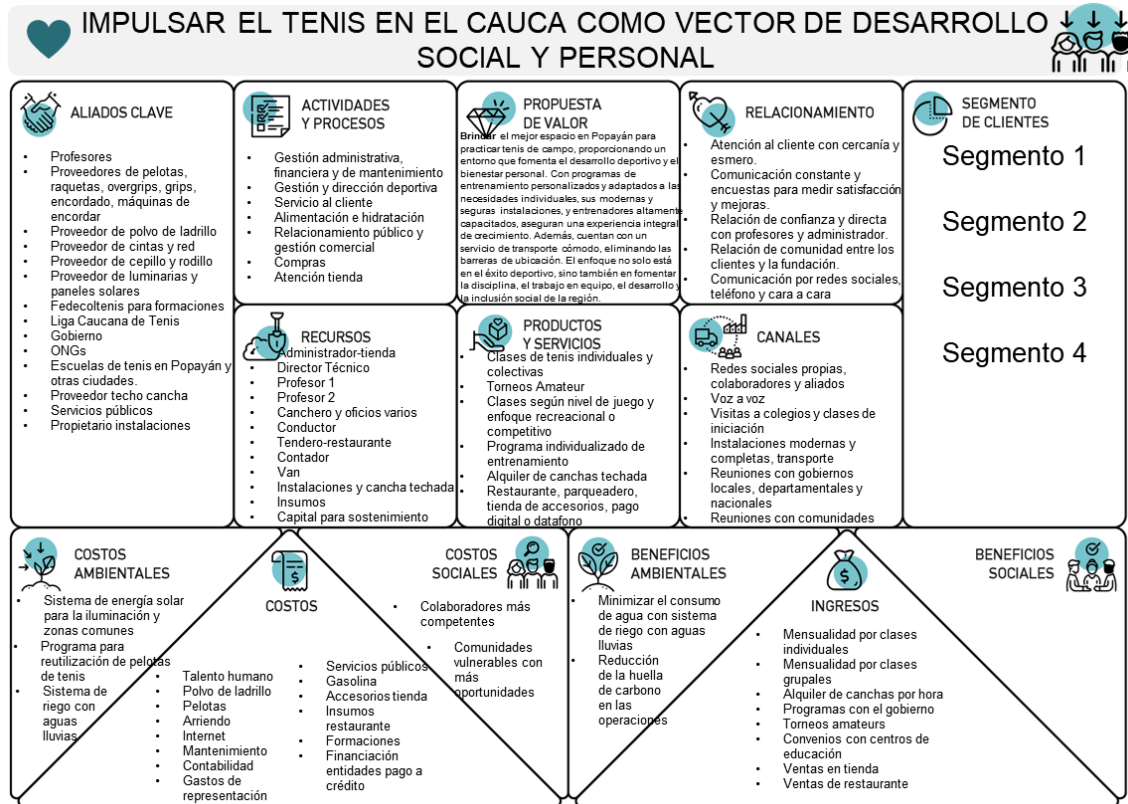 IMPULSAR EL TENIS EN EL CAUCA COMO VECTOR DE DESARROLLO
SOCIAL Y PERSONAL
ALIADOS CLAVE
• Profesores
• Proveedores de pelotas,
raquetas, overgrips, grips,
encordado, máquinas de
encordar
• Proveedor de polvo de ladrillo
• Proveedor de cintas y red
• Proveedor de cepillo y rodillo
• Proveedor de luminarias y
paneles solares
• Fedecoltenis para formaciones
• Liga Caucana de Tenis
• Gobierno
• ONGs
• Escuelas de tenis en Popayán y
otras ciudades.
• Proveedor techo cancha
• Servicios públicos
• Propietario instalaciones
ACTIVIDADES
Y PROCESOS
• Gestión administrativa,
financiera y de mantenimiento
• Gestión y dirección deportiva
• Servicio al cliente
• Alimentación e hidratación
• Relacionamiento público y
gestión comercial
• Compras
• Atención tienda
RECURSOS
• Administrador-tienda
• Director Técnico
• Profesor 1
• Profesor 2
• Canchero y oficios varios
• Conductor
• Tendero-restaurante
• Contador
• Van
• Instalaciones y cancha techada
• Insumos
• Capital para sostenimiento
PROPUESTA
DE VALOR
Brindar el mejor espacio en Popayán para
practicar tenis de campo, proporcionando un
entorno que fomenta el desarrollo deportivo y el
bienestar personal. Con programas de
entrenamiento personalizados y adaptados a las
necesidades individuales, sus modernas y
seguras instalaciones, y entrenadores altamente
capacitados, aseguran una experiencia integral
de crecimiento. Además, cuentan con un
servicio de transporte cómodo, eliminando las
barreras de ubicación. El enfoque no solo está
en el éxito deportivo, sino también en fomentar
la disciplina, el trabajo en equipo, el desarrollo y
la inclusión social de la región.
PRODUCTOS
Y SERVICIOS
• Clases de tenis individuales y
colectivas
• Torneos Amateur
• Clases según nivel de juego y
enfoque recreacional o
competitivo
• Programa individualizado de
entrenamiento
• Alquiler de canchas techada
• Restaurante, parqueadero,
tienda de accesorios, pago
digital o datafono
RELACIONAMIENTO
• Atención al cliente con cercanía y
esmero.
• Comunicación constante y
encuestas para medir satisfacción
y mejoras.
• Relación de confianza y directa
con profesores y administrador.
• Relación de comunidad entre los
clientes y la fundación.
• Comunicación por redes sociales,
teléfono y cara a cara
CANALES
• Redes sociales propias,
colaboradores y aliados
• Voz a voz
• Visitas a colegios y clases de
iniciación
• Instalaciones modernas y
completas, transporte
• Reuniones con gobiernos
locales, departamentales y
nacionales
• Reuniones con comunidades
SEGMENTO
DE CLIENTES
Segmento 1
Segmento 2
Segmento 3
Segmento 4
COSTOS
AMBIENTALES
• Sistema de energía solar
para la iluminación y
zonas comunes
• Programa para
reutilización de pelotas
de tenis
• Sistema de
riego con
aguas
lluvias
COSTOS
• Talento humano
• Polvo de ladrillo
• Pelotas
• Arriendo
• Internet
• Mantenimiento
• Contabilidad
• Gastos de
representación
• Servicios públicos
• Gasolina
• Accesorios tienda
• Insumos
restaurante
• Formaciones
• Financiación
entidades pago a
crédito
COSTOS
SOCIALES
• Colaboradores más
competentes
• Comunidades
vulnerables con
más
oportunidades
BENEFICIOS
AMBIENTALES
• Minimizar el consumo
de agua con sistema
de riego con aguas
lluvias
• Reducción
de la huella
de carbono
en las
operaciones
INGRESOS
• Mensualidad por clases
individuales
• Mensualidad por clases
grupales
• Alquiler de canchas por hora
• Programas con el gobierno
• Torneos amateurs
• Convenios con centros de
educación
• Ventas en tienda
• Ventas de restaurante
BENEFICIOS
SOCIALES